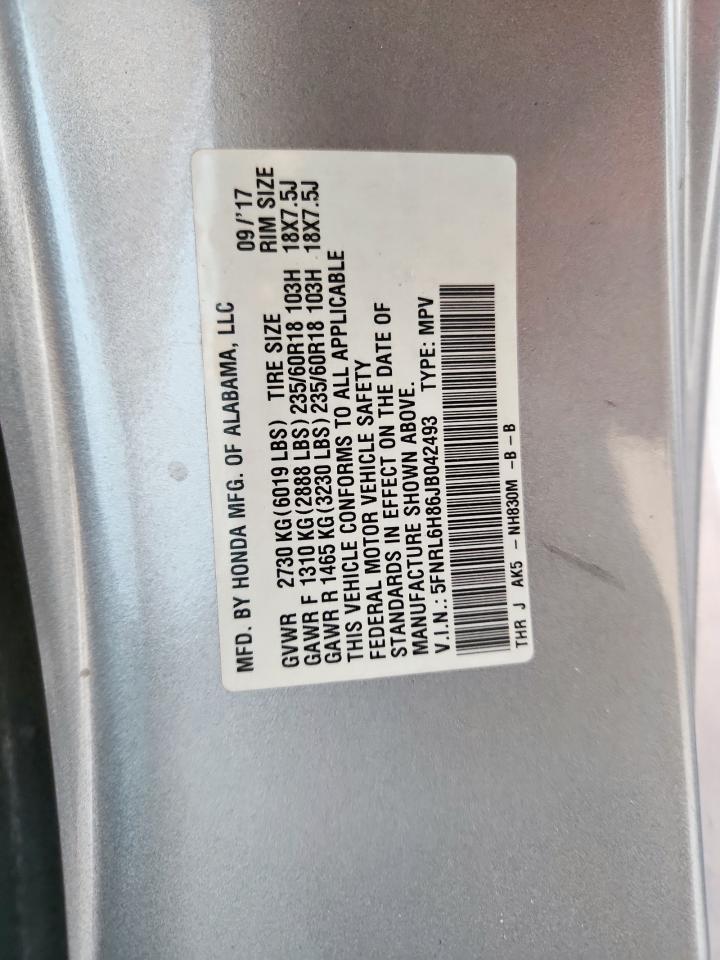 MFD. BY HONDA MFG. OF ALABAMA, LLC 09/'17
GVWR 2730 KG(6019 LBS) TIRE SIZE RIM SIZE
GAWR F 1310 KG(2888 LBS) 235/60R18 103H 18X7.5J
GAWR R 1465 KG(3230 LBS) 235/60R18 103H 18X7.5J
THIS VEHICLE CONFORMS TO ALL APPLICABLE
FEDERAL MOTOR VEHICLE SAFETY
STANDARDS IN EFFECT ON THE DATE OF
MANUFACTURE SHOWN ABOVE.
V.I.N.: 5FNRL6H86JB042493 TYPE: MPV
THR J AK5 - NH830M -B-B